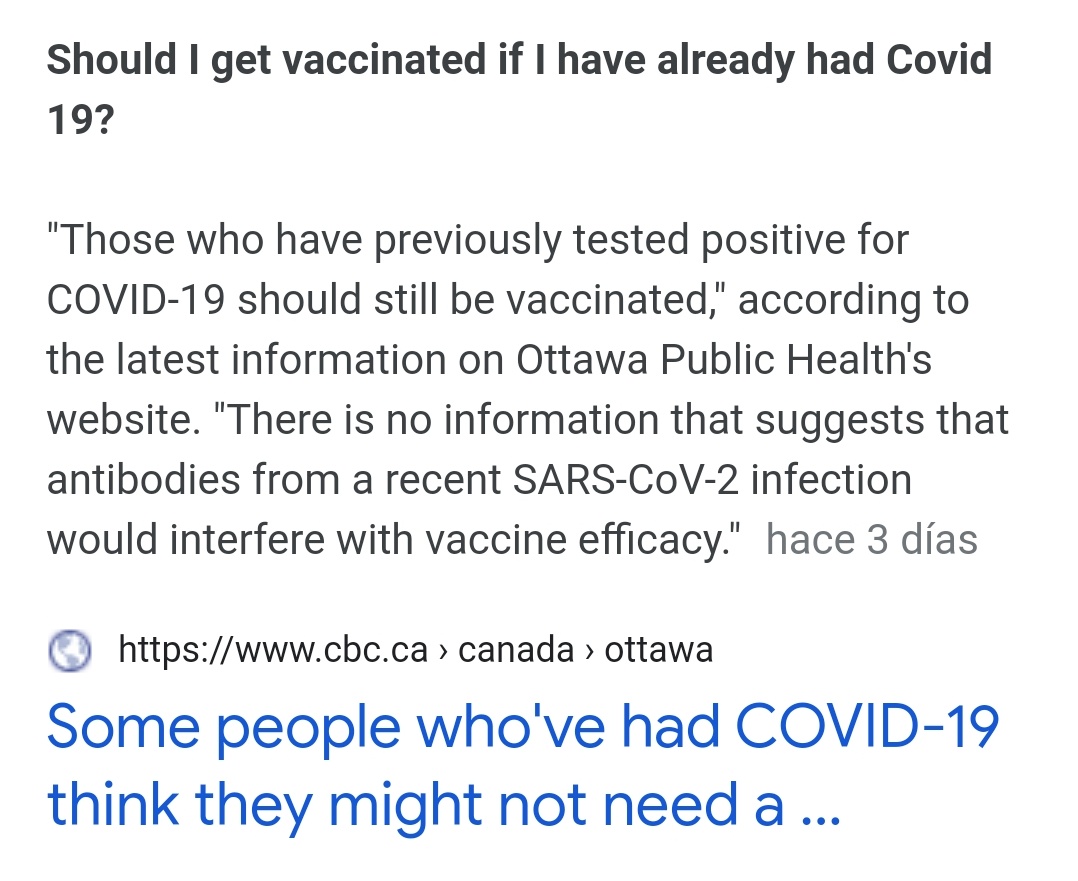 Should I get vaccinated if I have already had Covid
19?
"Those who have previously tested positive for
COVID-19 should still be vaccinated," according to
the latest information on Ottawa Public Health's
website. "There is no information that suggests that
antibodies from a recent SARS-CoV-2 infection
would interfere with vaccine efficacy." hace 3 días
https://www.cbc.ca › canada › ottawa
Some people who've had COVID-19
think they might not need a ...